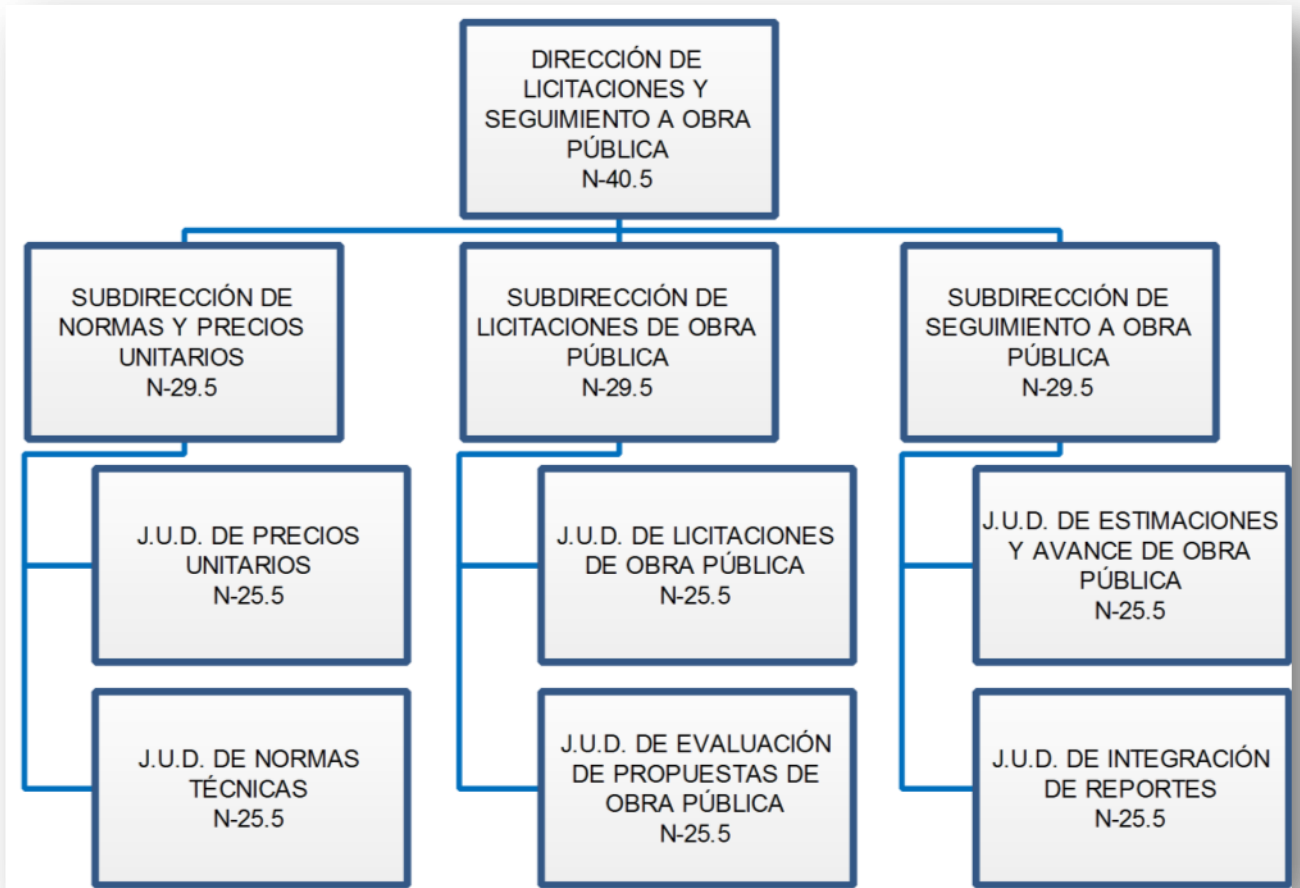 DIRECCIÓN DE
LICITACIONES Y
SEGUIMIENTO A OBRA
PÚBLICA
N-40.5
SUBDIRECCIÓN DE
NORMAS Y PRECIOS
UNITARIOS
N-29.5
SUBDIRECCIÓN DE
LICITACIONES DE OBRA
PÚBLICA
N-29.5
SUBDIRECCIÓN DE
SEGUIMIENTO A OBRA
PÚBLICA
N-29.5
J.U.D. DE PRECIOS
UNITARIOS
N-25.5
J.U.D. DE LICITACIONES
DE OBRA PÚBLICA
N-25.5
J.U.D. DE ESTIMACIONES
Y AVANCE DE OBRA
PÚBLICA
N-25.5
J.U.D. DE NORMAS
TÉCNICAS
N-25.5
J.U.D. DE EVALUACIÓN
DE PROPUESTAS DE
OBRA PÚBLICA
N-25.5
J.U.D. DE INTEGRACIÓN
DE REPORTES
N-25.5